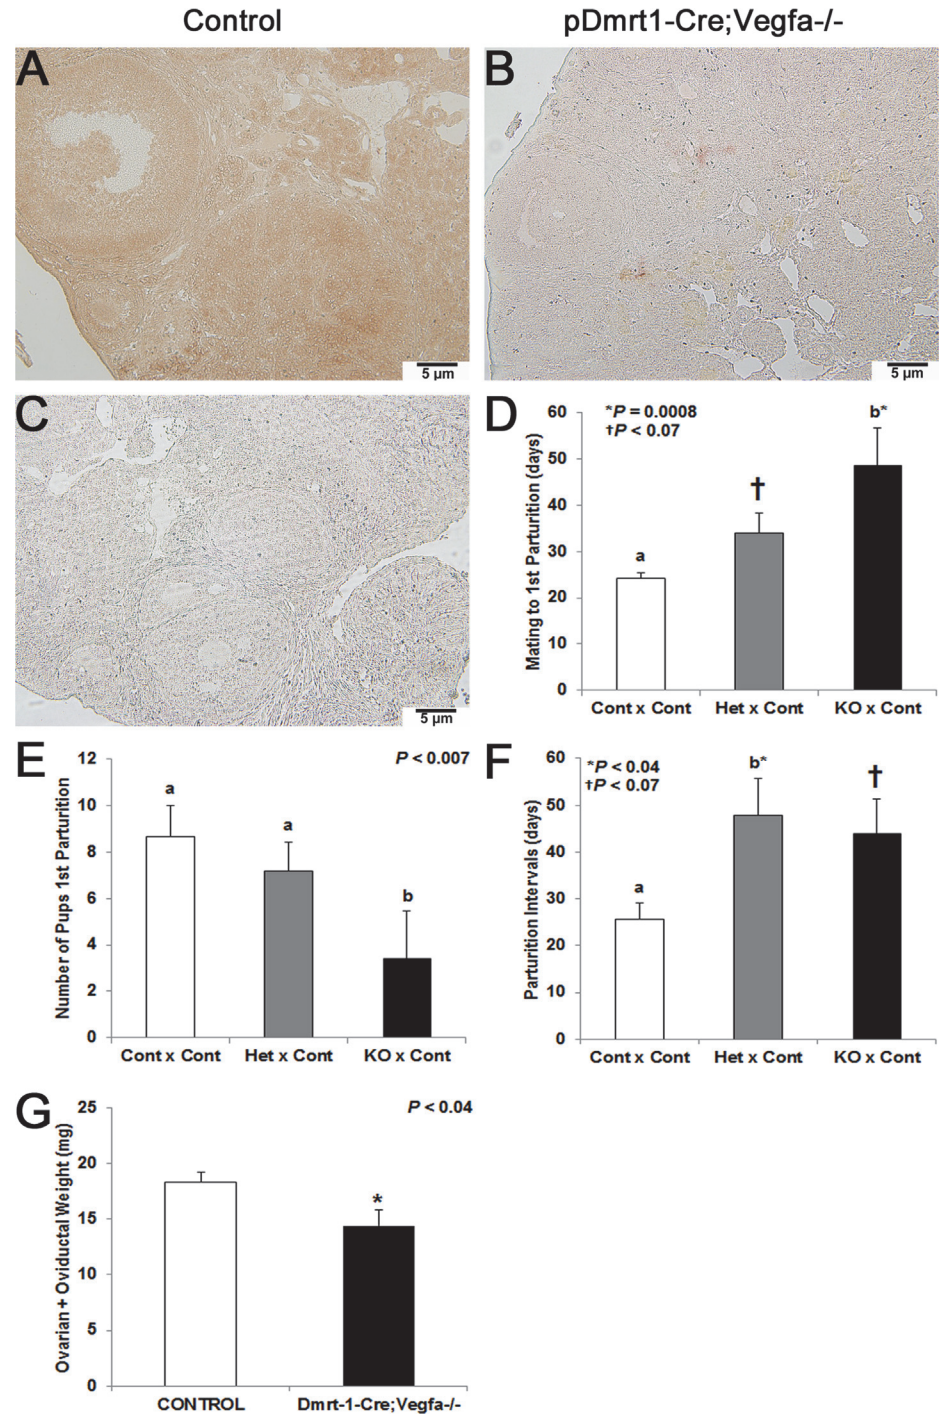 Control
pDmrt1-Cre;Vegfa-/-
A
5 µm
B
5 µm
C
5 µm
D
*P = 0.0008
†P < 0.07
Mating to 1st Parturition (days)
60
50
40
30
20
10
0
a
†
b*
Cont x Cont
Het x Cont
KO x Cont
E
P < 0.007
Number of Pups 1st Parturition
12
10
8
6
4
2
0
a
a
b
Cont x Cont
Het x Cont
KO x Cont
F
*P < 0.04
†P < 0.07
Parturition Intervals (days)
60
50
40
30
20
10
0
a
b*
†
Cont x Cont
Het x Cont
KO x Cont
G
P < 0.04
Ovarian + Oviductal Weight (mg)
25
20
15
10
5
0
*
CONTROL
Dmrt-1-Cre;Vegfa-/-